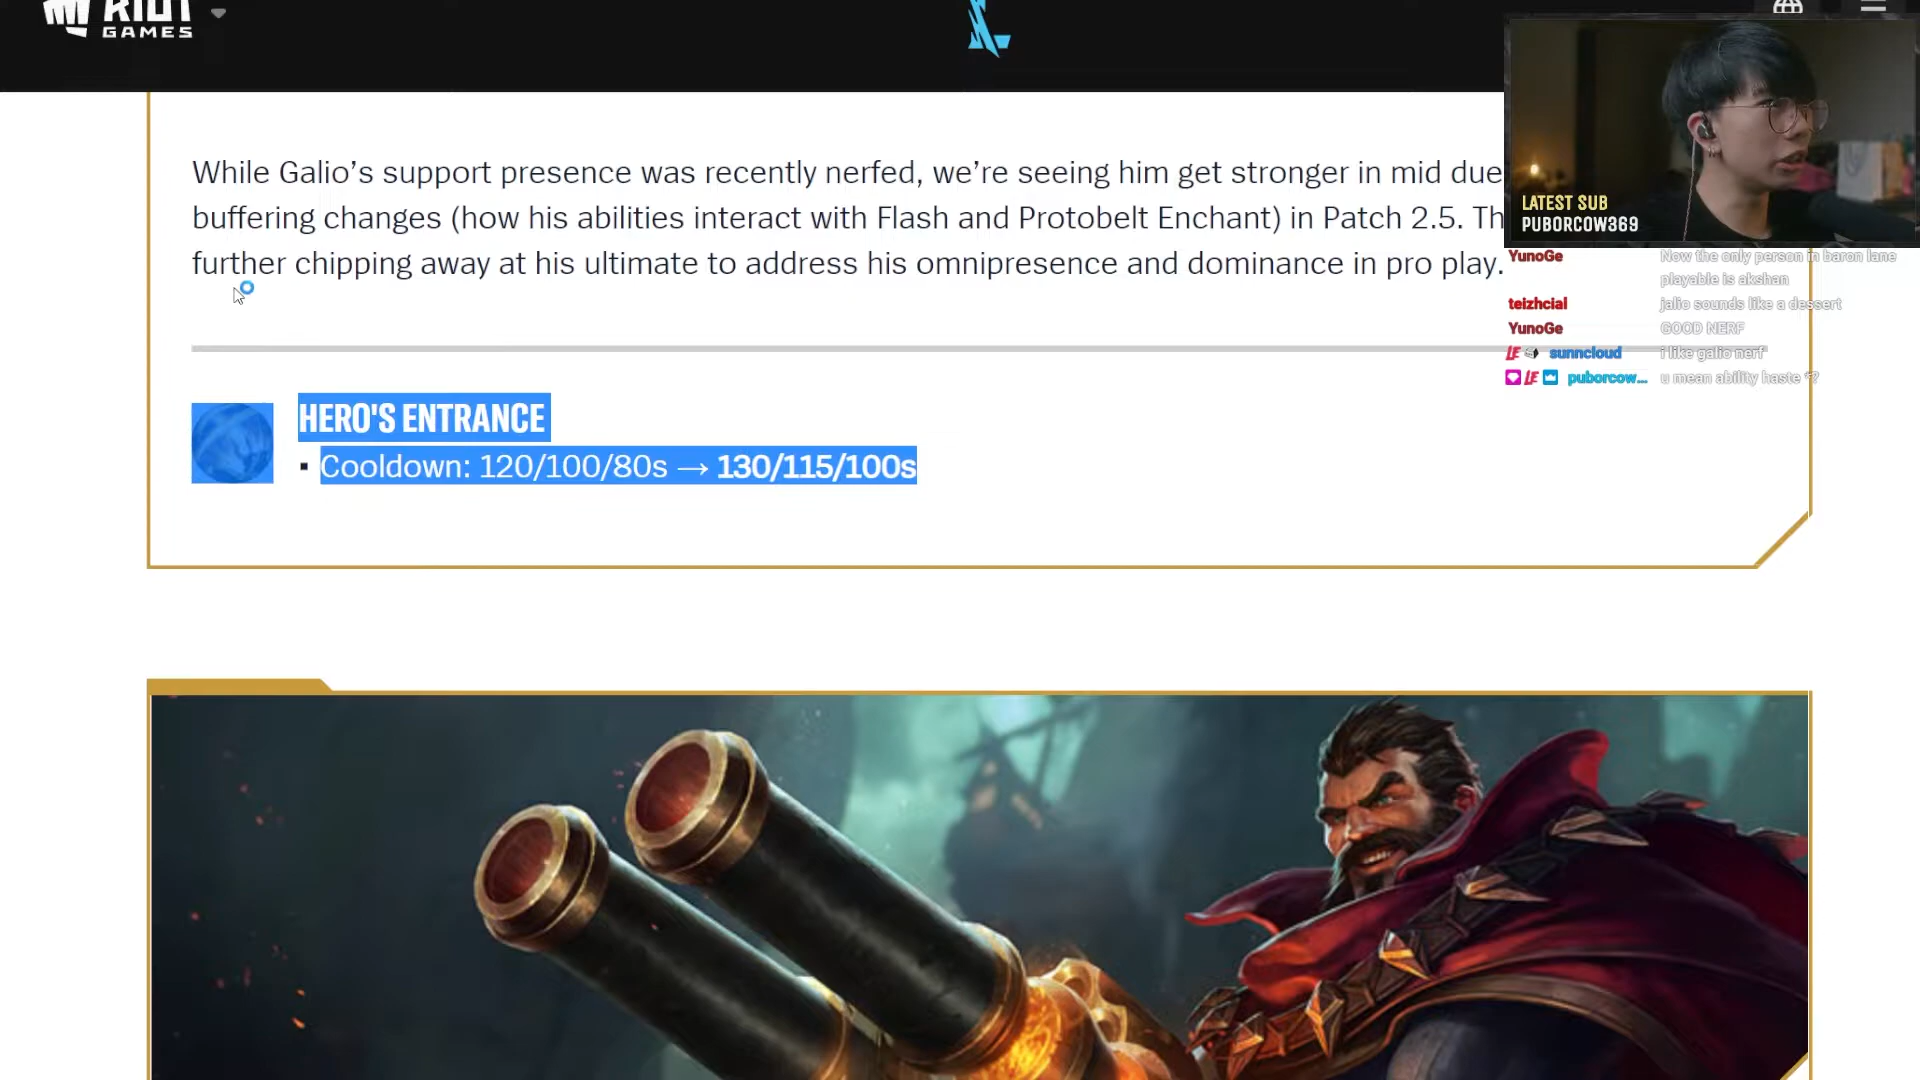 RIOT
GAMES
While Galio’s support presence was recently nerfed, we’re seeing him get stronger in mid due
buffering changes (how his abilities interact with Flash and Protobelt Enchant) in Patch 2.5. Th
further chipping away at his ultimate to address his omnipresence and dominance in pro play.
HERO'S ENTRANCE
▪ Cooldown: 120/100/80s → 130/115/100s
LATEST SUB
PUBORCOW369
YunoGe Now the only person in baron lane
playable is akshan
teizhcial jalio sounds like a dessert
YunoGe GOOD NERF
LF sunncloud i like galio nerf
LF puborcow... u mean ability haste ??